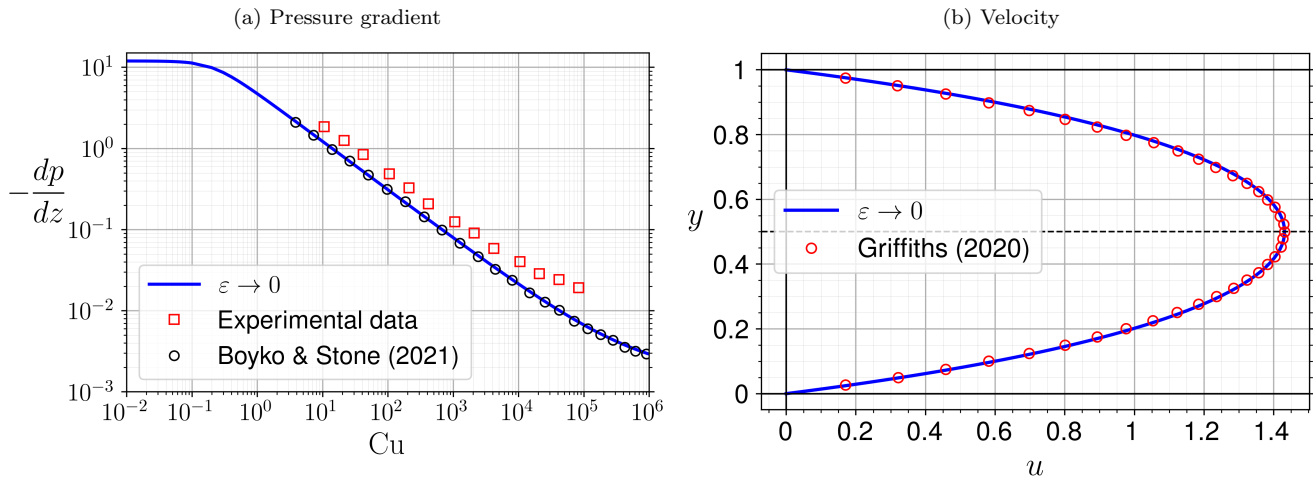 (a) Pressure gradient
10^1
10^0
10^{-1}
10^{-2}
10^{-3}
-\frac{dp}{dz}
ε → 0
Experimental data
Boyko & Stone (2021)
10^{-2} 10^{-1} 10^0 10^1 10^2 10^3 10^4 10^5 10^6
Cu
(b) Velocity
1
0.8
0.6
0.4
0.2
0
y
ε → 0
Griffiths (2020)
0 0.2 0.4 0.6 0.8 1 1.2 1.4
u